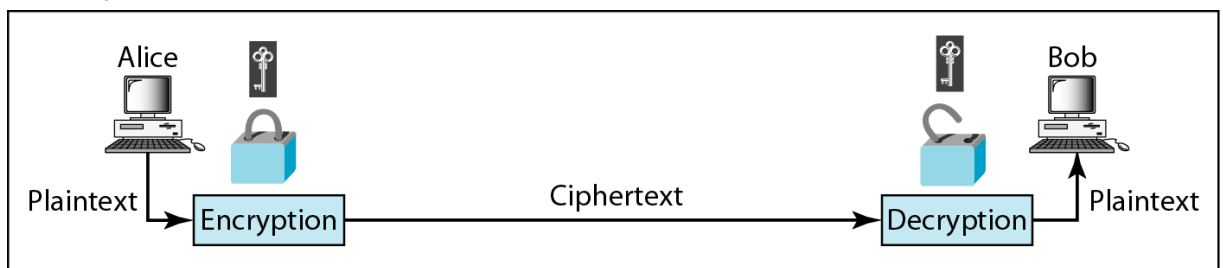 Alice
Bob
Plaintext
Encryption
Ciphertext
Decryption
Plaintext